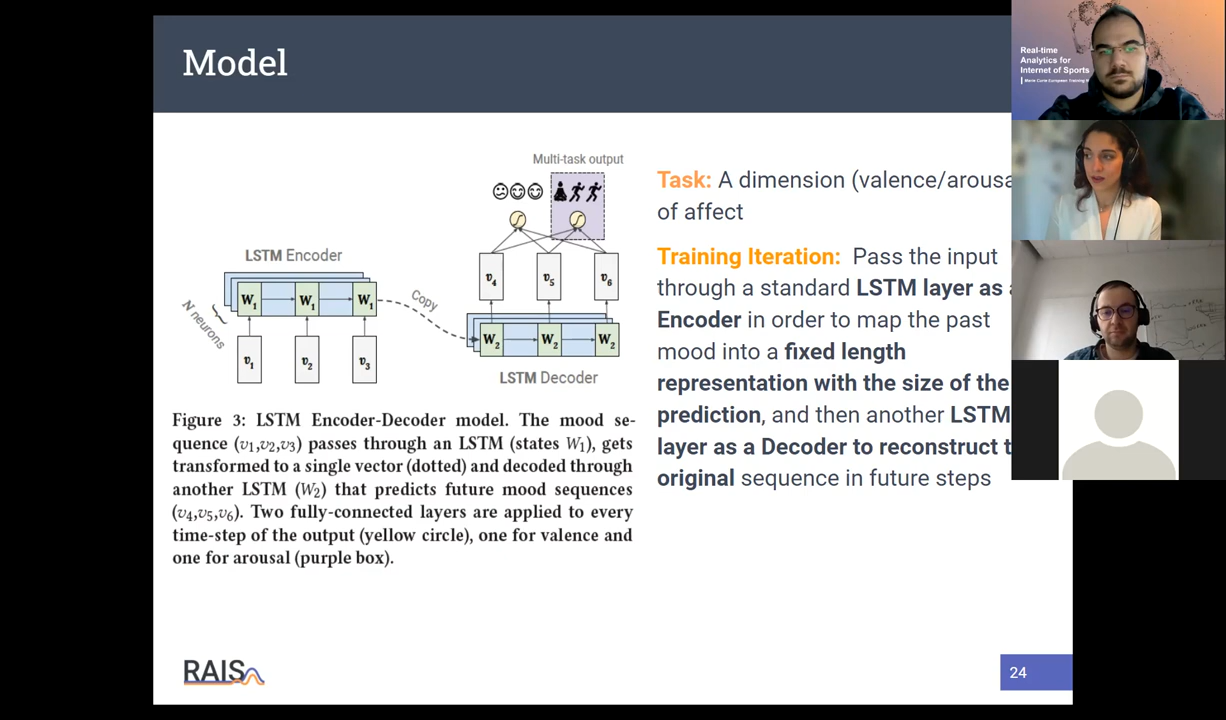 Model
Real-time
Analytics for
Internet of Sports
Multi-task output
LSTM Encoder
N neurons
W1 W1 W1
v1 v2 v3
Copy
v4 v5 v6
W2 W2 W2
LSTM Decoder
Figure 3: LSTM Encoder-Decoder model. The mood se-
quence (v1,v2,v3) passes through an LSTM (states W1), gets
transformed to a single vector (dotted) and decoded through
another LSTM (W2) that predicts future mood sequences
(v4,v5,v6). Two fully-connected layers are applied to every
time-step of the output (yellow circle), one for valence and
one for arousal (purple box).
Task: A dimension (valence/arousa
of affect
Training Iteration: Pass the input
through a standard LSTM layer as
Encoder in order to map the past
mood into a fixed length
representation with the size of the
prediction, and then another LSTM
layer as a Decoder to reconstruct t
original sequence in future steps
RAIS
24